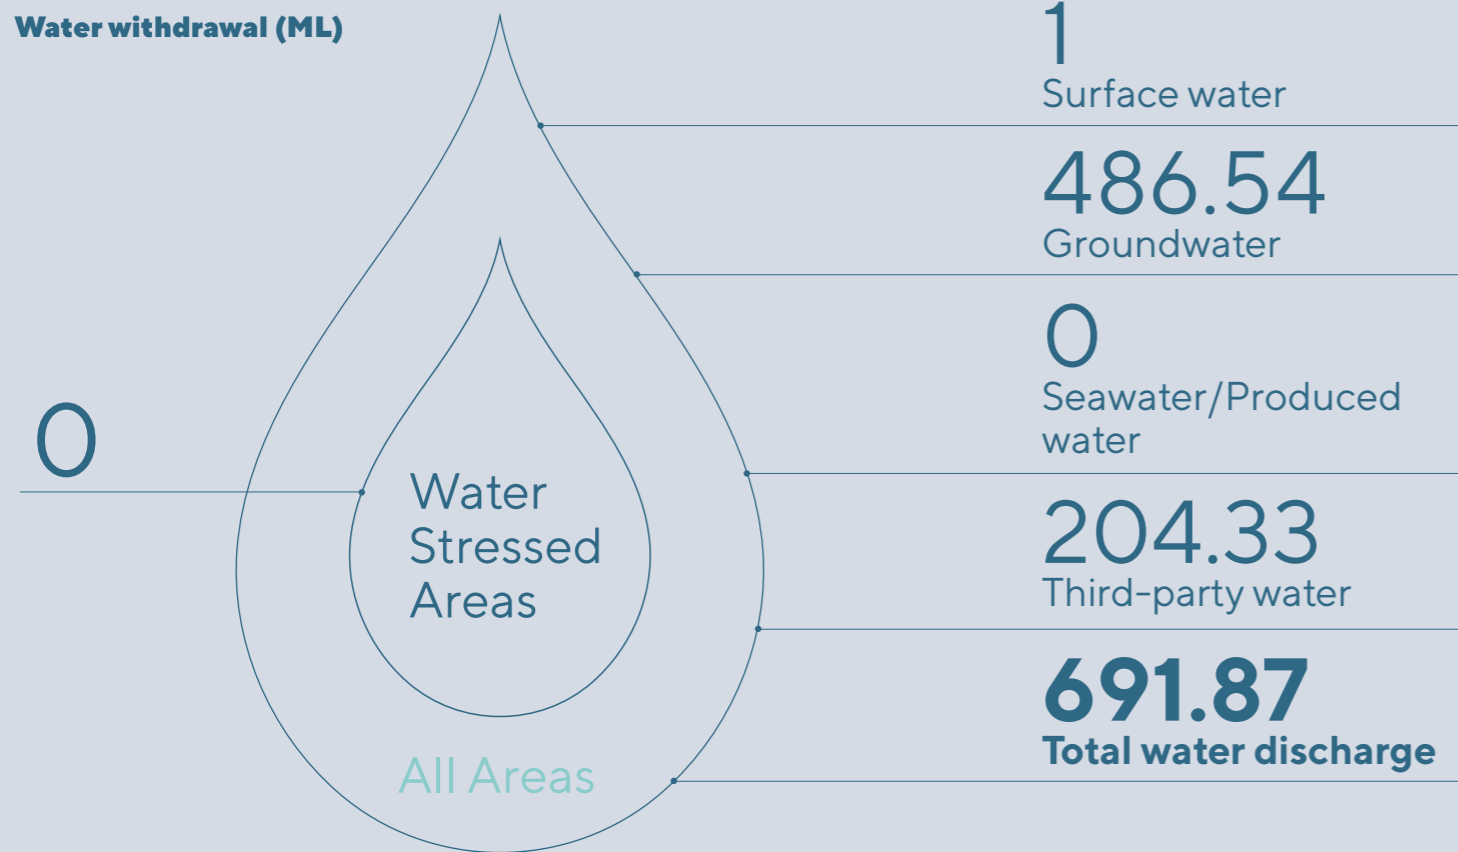 Water withdrawal (ML)
1
Surface water
486.54
Groundwater
0
Seawater/Produced
water
204.33
Third-party water
691.87
Total water discharge
0
Water
Stressed
Areas
All Areas